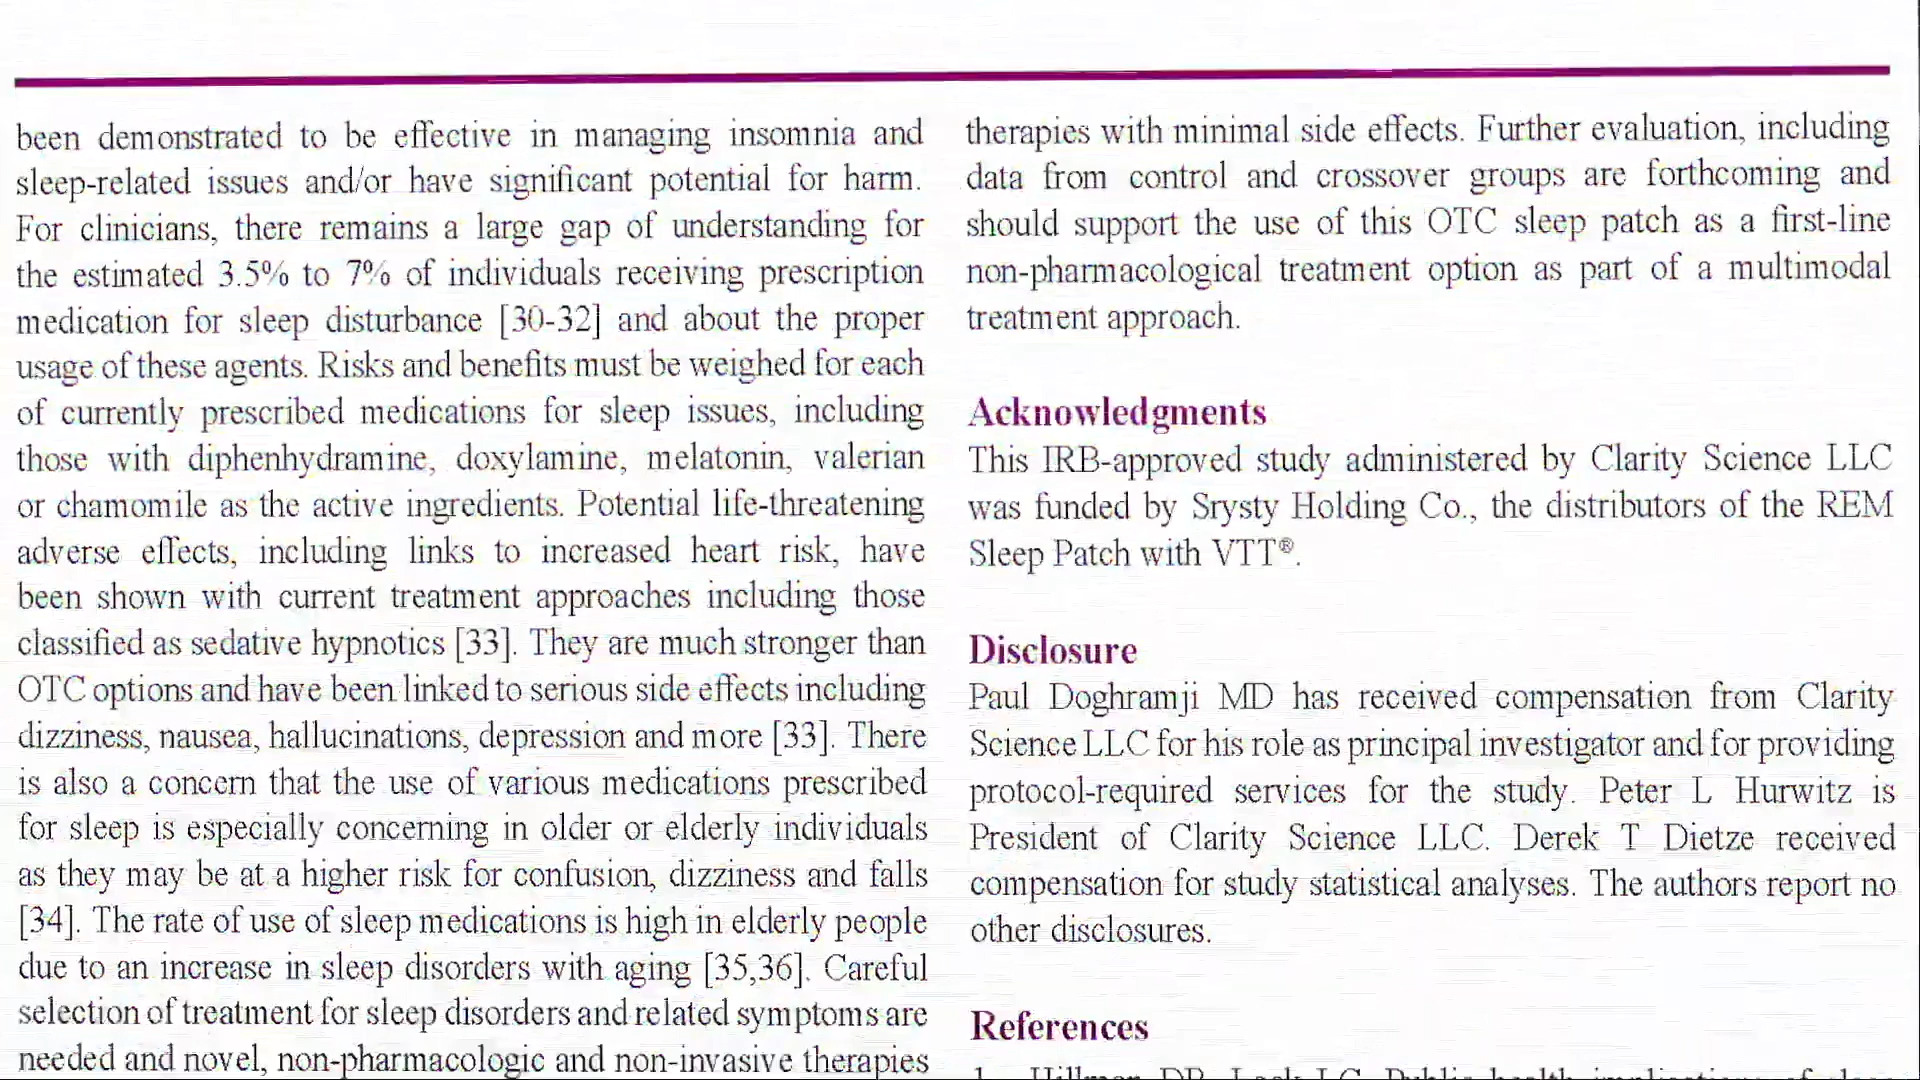 been demonstrated to be effective in managing insomnia and
sleep-related issues and/or have significant potential for harm.
For clinicians, there remains a large gap of understanding for
the estimated 3.5% to 7% of individuals receiving prescription
medication for sleep disturbance [30-32] and about the proper
usage of these agents. Risks and benefits must be weighed for each
of currently prescribed medications for sleep issues, including
those with diphenhydramine, doxylamine, melatonin, valerian
or chamomile as the active ingredients. Potential life-threatening
adverse effects, including links to increased heart risk, have
been shown with current treatment approaches including those
classified as sedative hypnotics [33]. They are much stronger than
OTC options and have been linked to serious side effects including
dizziness, nausea, hallucinations, depression and more [33]. There
is also a concern that the use of various medications prescribed
for sleep is especially concerning in older or elderly individuals
as they may be at a higher risk for confusion, dizziness and falls
[34]. The rate of use of sleep medications is high in elderly people
due to an increase in sleep disorders with aging [35,36]. Careful
selection of treatment for sleep disorders and related symptoms are
needed and novel, non-pharmacologic and non-invasive therapies
therapies with minimal side effects. Further evaluation, including
data from control and crossover groups are forthcoming and
should support the use of this OTC sleep patch as a first-line
non-pharmacological treatment option as part of a multimodal
treatment approach.
Acknowledgments
This IRB-approved study administered by Clarity Science LLC
was funded by Srysty Holding Co., the distributors of the REM
Sleep Patch with VTT®.
Disclosure
Paul Doghramji MD has received compensation from Clarity
Science LLC for his role as principal investigator and for providing
protocol-required services for the study. Peter L Hurwitz is
President of Clarity Science LLC. Derek T Dietze received
compensation for study statistical analyses. The authors report no
other disclosures.
References
1. Hillman DR, Lack LC. Public health implications of sleep